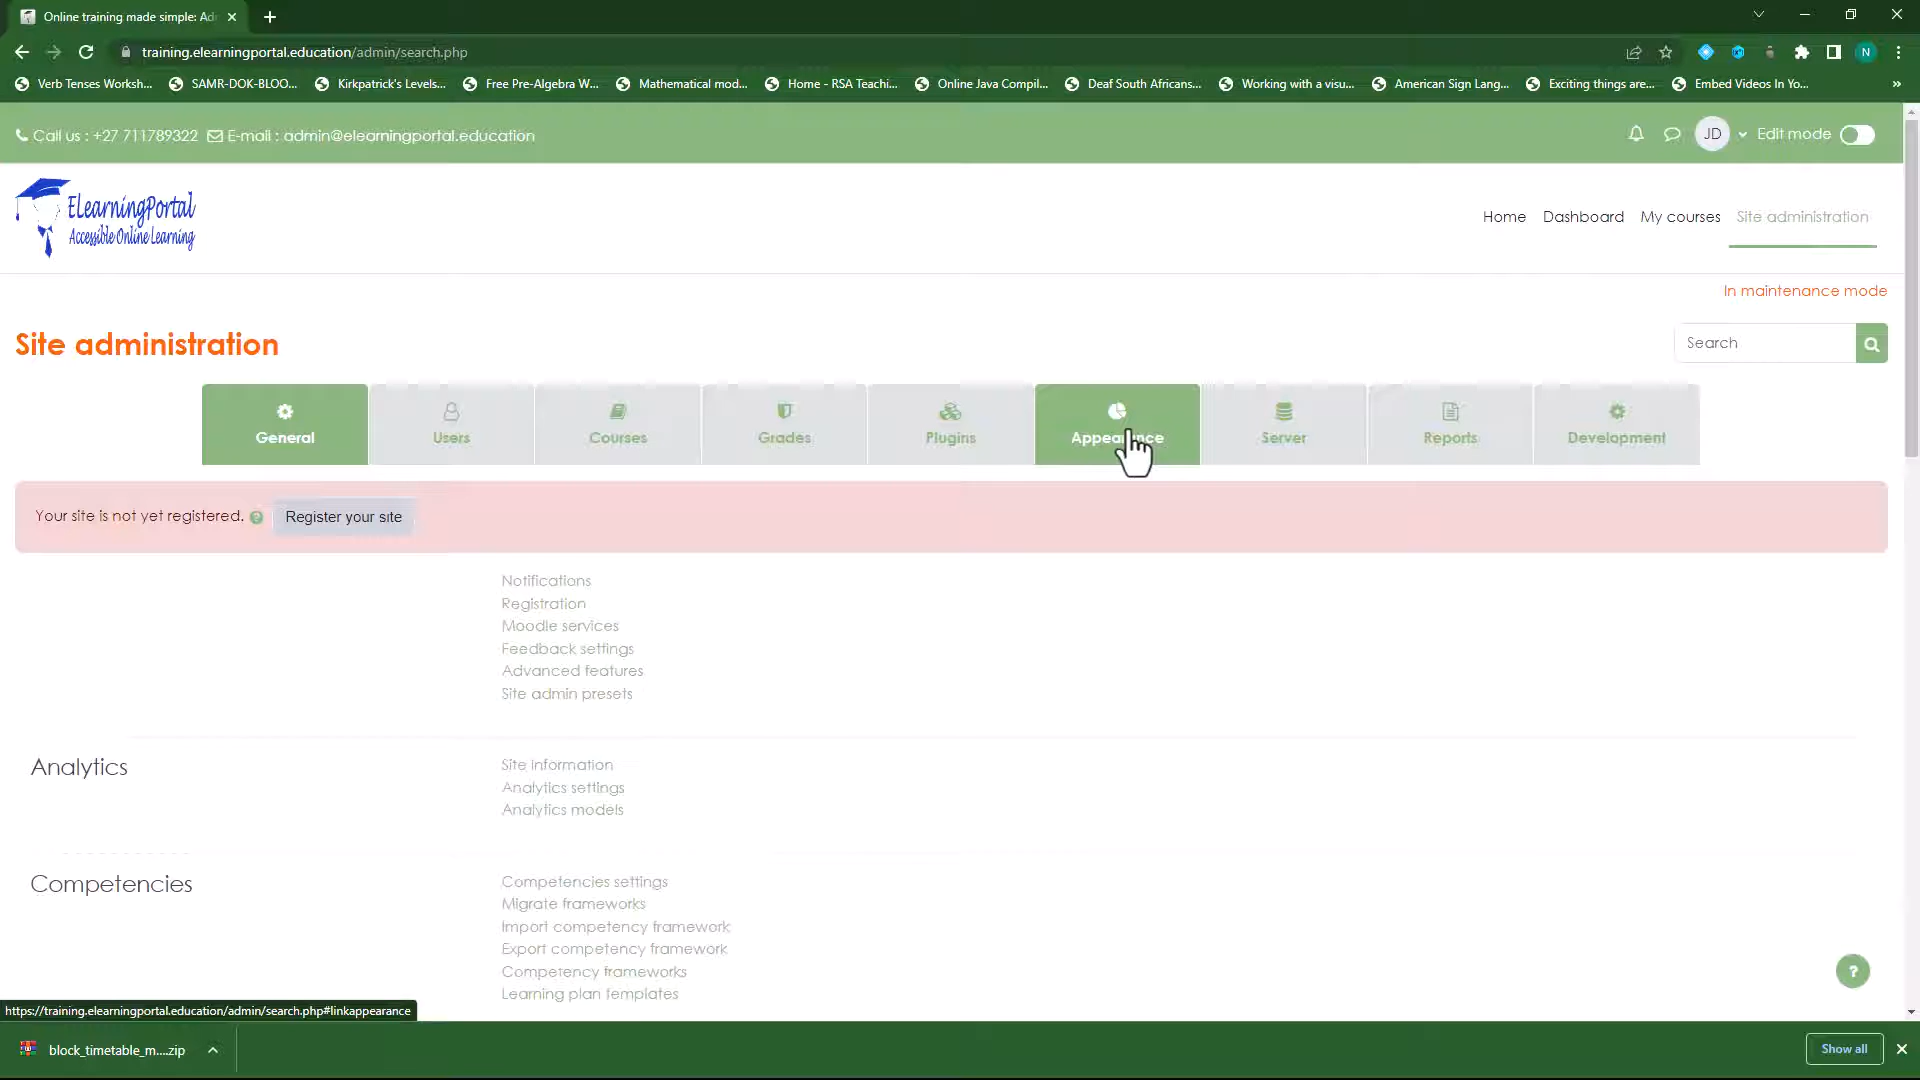 Online training made simple: Ad
training.elearningportal.education/admin/search.php
N
Verb Tenses Worksh...
SAMR-DOK-BLOO...
Kirkpatrick's Levels...
Free Pre-Algebra W...
Mathematical mod...
Home - RSA Teachi...
Online Java Compil...
Deaf South Africans...
Working with a visu...
American Sign Lang...
Exciting things are...
Embed Videos In Yo...
»
Call us : +27 711789322 E-mail : admin@elearningportal.education
JD
Edit mode
ELearningPortal
Accessible Online Learning
Home Dashboard My courses Site administration
In maintenance mode
Site administration
Search
General
Users
Courses
Grades
Plugins
Appearance
Server
Reports
Development
Your site is not yet registered. ? Register your site
Notifications
Registration
Moodle services
Feedback settings
Advanced features
Site admin presets
Analytics
Site information
Analytics settings
Analytics models
Competencies
Competencies settings
Migrate frameworks
Import competency framework
Export competency framework
Competency frameworks
Learning plan templates
?
https://training.elearningportal.education/admin/search.php#linkappearance
block_timetable_m....zip
Show all